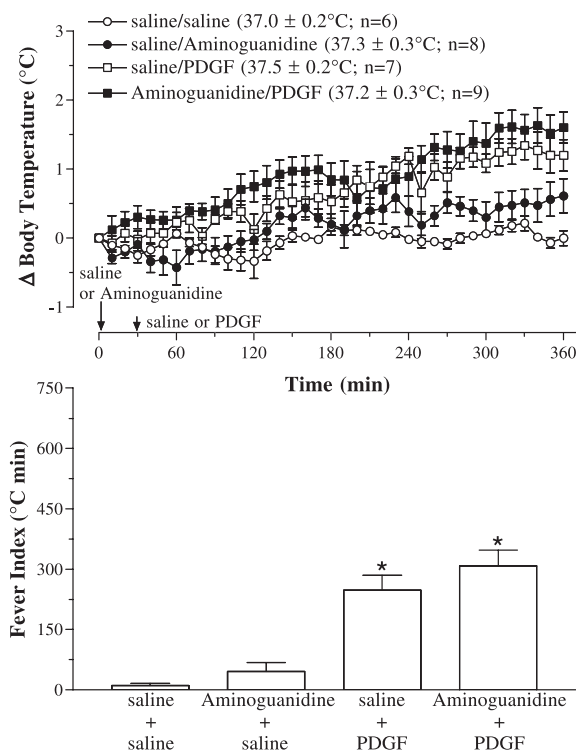 saline/saline (37.0 ± 0.2°C; n=6)
saline/Aminoguanidine (37.3 ± 0.3°C; n=8)
saline/PDGF (37.5 ± 0.2°C; n=7)
Aminoguanidine/PDGF (37.2 ± 0.3°C; n=9)
Δ Body Temperature (°C)
3
2
1
0
-1
saline
or Aminoguanidine
saline or PDGF
0 60 120 180 240 300 360
Time (min)
Fever Index (°C min)
750
600
450
300
150
0
* *
saline Aminoguanidine saline Aminoguanidine
+ + + +
saline saline PDGF PDGF